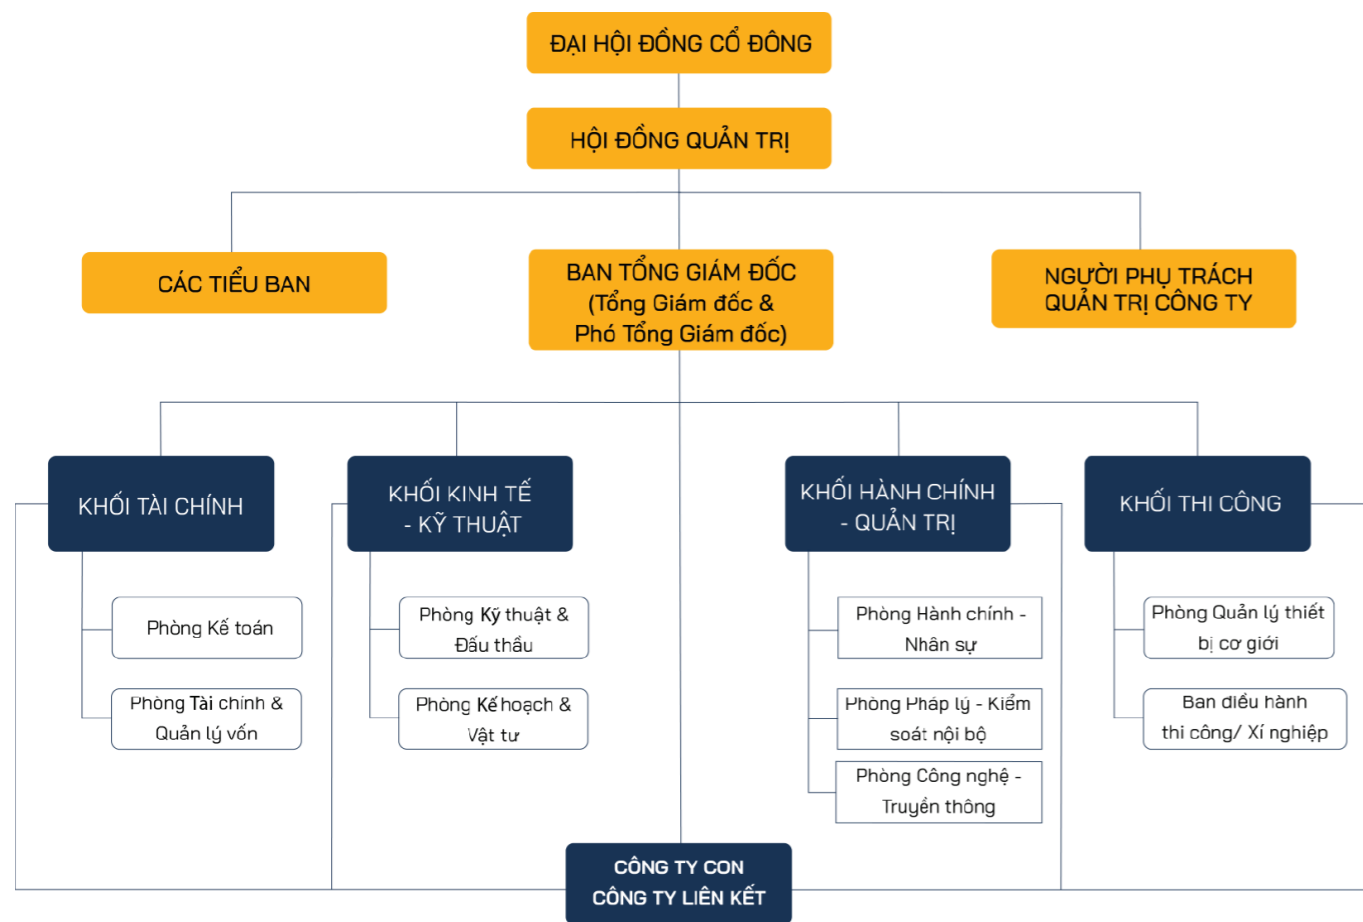 ĐẠI HỘI ĐỒNG CỔ ĐÔNG
HỘI ĐỒNG QUẢN TRỊ
CÁC TIỂU BAN
BAN TỔNG GIÁM ĐỐC
(Tổng Giám đốc &
Phó Tổng Giám đốc)
NGƯỜI PHỤ TRÁCH
QUẢN TRỊ CÔNG TY
KHỐI TÀI CHÍNH
KHỐI KINH TẾ
- KỸ THUẬT
KHỐI HÀNH CHÍNH
- QUẢN TRỊ
KHỐI THI CÔNG
Phòng Kế toán
Phòng Tài chính &
Quản lý vốn
Phòng Kỹ thuật &
Đấu thầu
Phòng Kế hoạch &
Vật tư
Phòng Hành chính -
Nhân sự
Phòng Pháp lý - Kiểm
soát nội bộ
Phòng Công nghệ -
Truyền thông
Phòng Quản lý thiết
bị cơ giới
Ban điều hành
thi công/ Xí nghiệp
CÔNG TY CON
CÔNG TY LIÊN KẾT